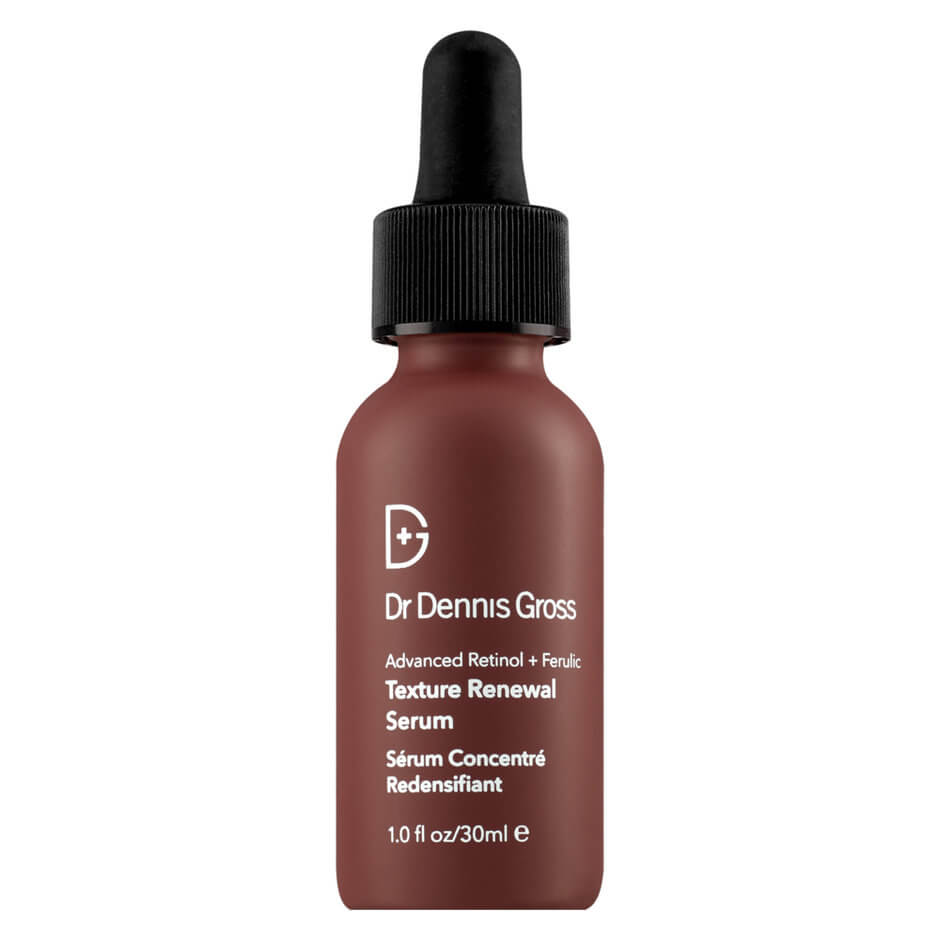 Dr Dennis Gross
Advanced Retinol + Ferulic
Texture Renewal
Serum
Sérum Concentré
Redensifiant
1.0 fl oz/30ml e